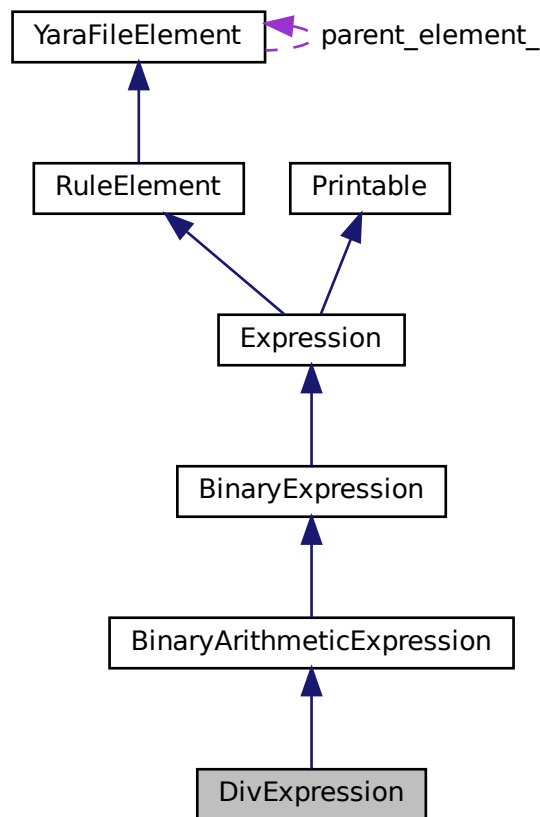 YaraFileElement
parent_element_
RuleElement
Printable
Expression
BinaryExpression
BinaryArithmeticExpression
DivExpression